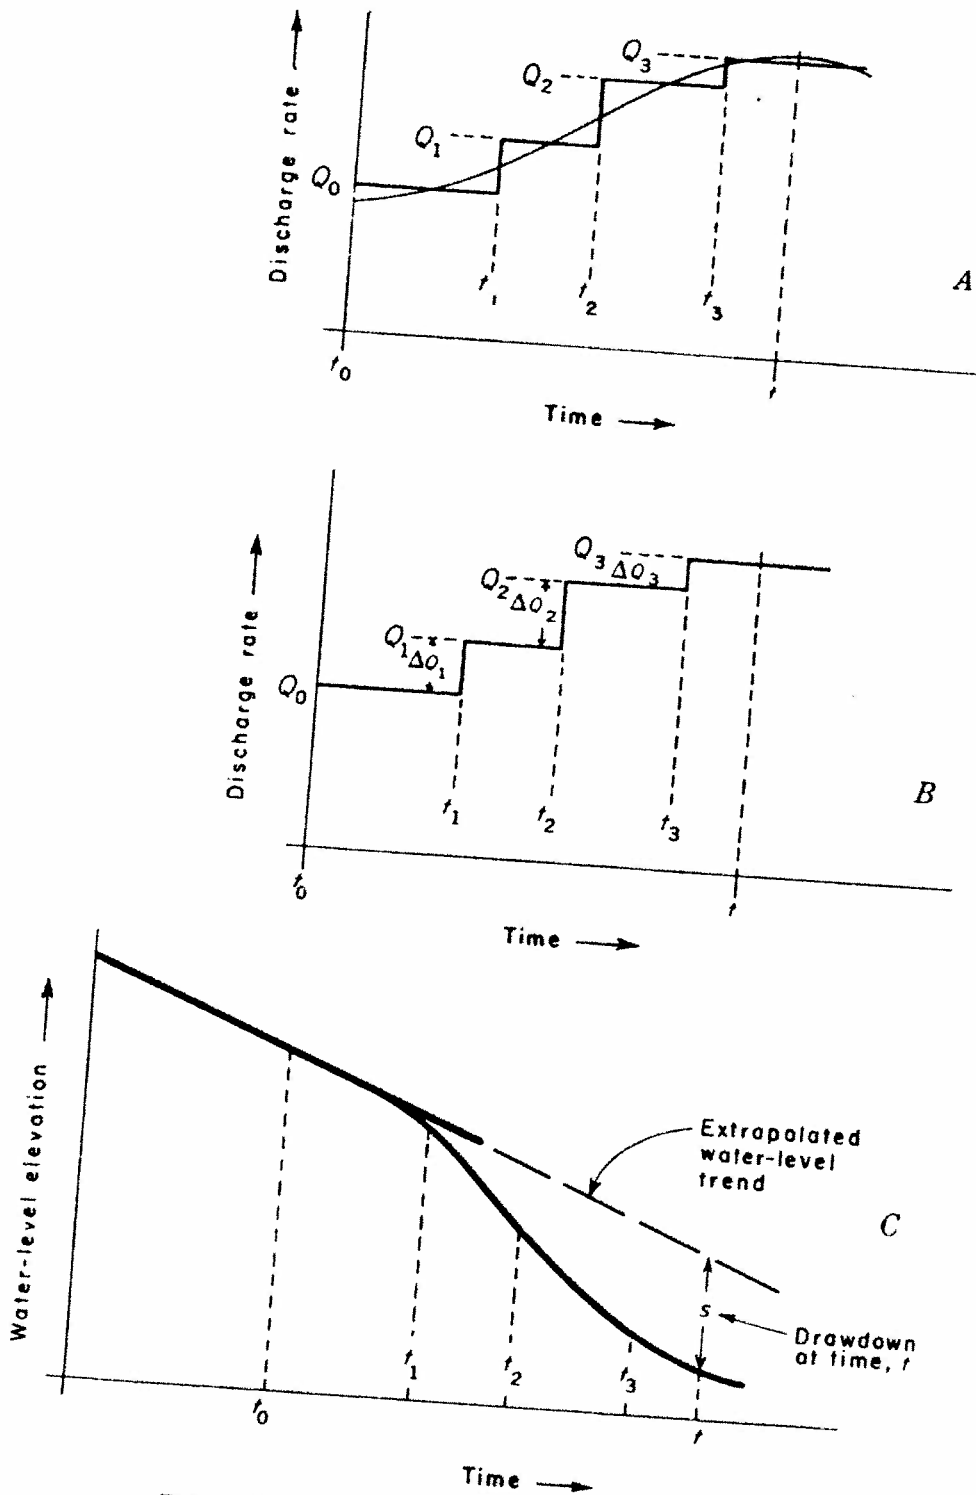 Q₃
Q₂
Q₁
Q₀
Discharge rate
t₁
t₂
t₃
t₀
t
A
Time
Q₃ ΔQ₃
Q₂ ΔQ₂
Q₁ ΔQ₁
Q₀
Discharge rate
t₁
t₂
t₃
t₀
t
B
Time
Water-level elevation
Extrapolated
water-level
trend
C
s
Drawdown
at time, t
t₀
t₁
t₂
t₃
t
Time